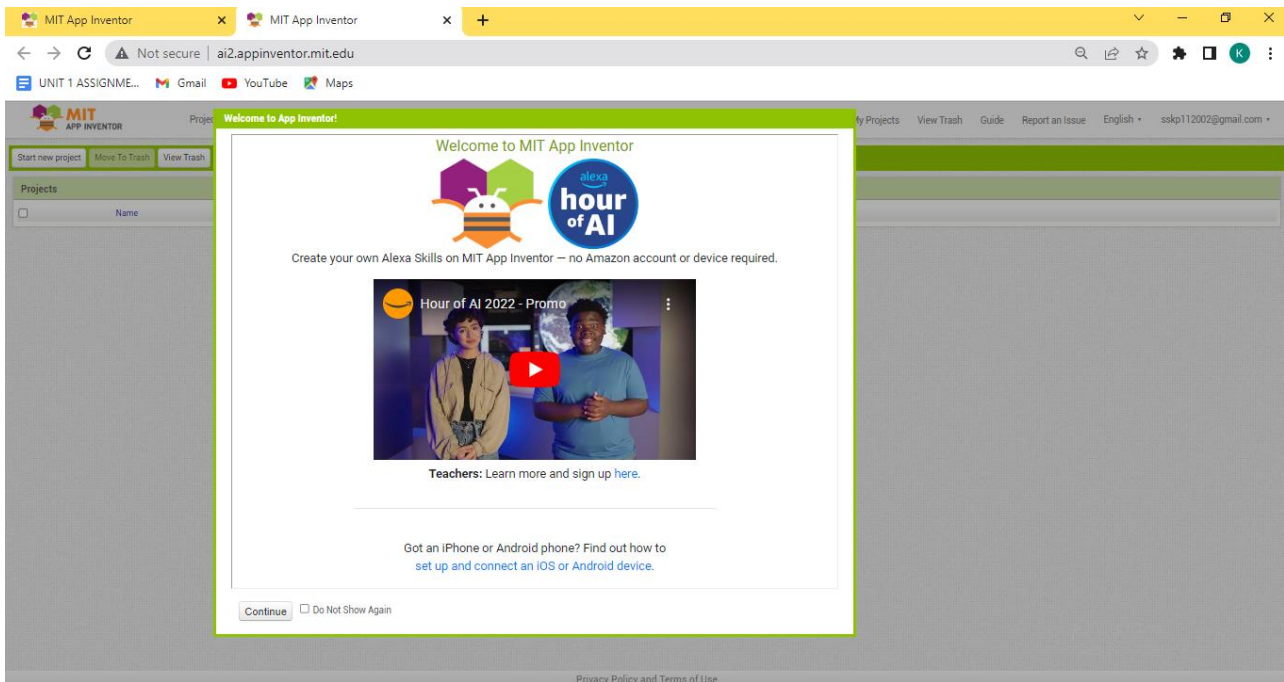 MIT App Inventor
MIT App Inventor
Not secure | ai2.appinventor.mit.edu
K
UNIT 1 ASSIGNME... Gmail YouTube Maps
MIT
APP INVENTOR
Projec
My Projects View Trash Guide Report an Issue English sskp112002@gmail.com
Start new project Move To Trash View Trash
Projects
Name
Welcome to App Inventor!
Welcome to MIT App Inventor
alexa
hour
of AI
Create your own Alexa Skills on MIT App Inventor — no Amazon account or device required.
Hour of AI 2022 - Promo
Teachers: Learn more and sign up here.
Got an iPhone or Android phone? Find out how to
set up and connect an iOS or Android device.
Continue Do Not Show Again
Privacy Policy and Terms of Use